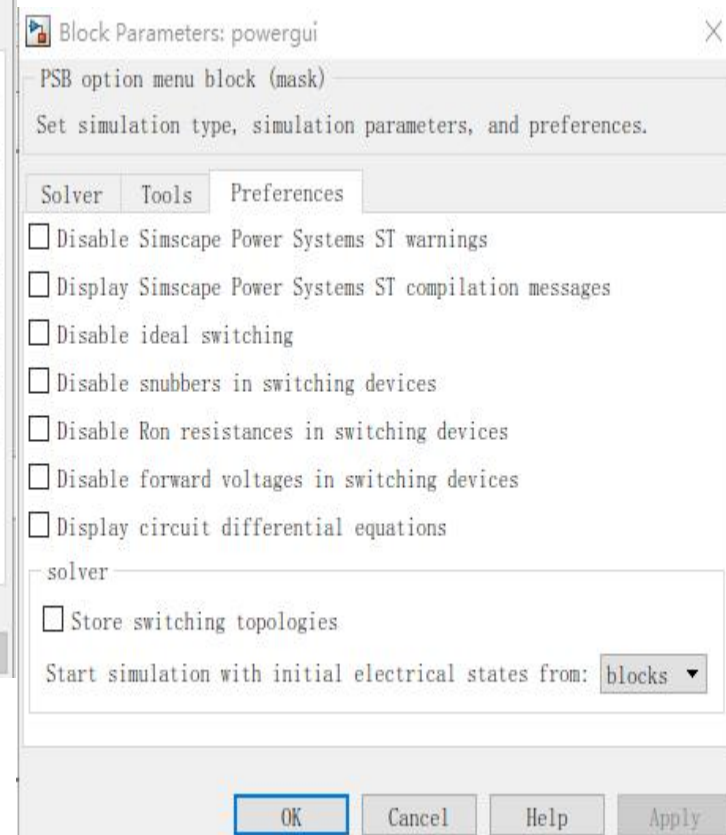 Block Parameters: powergui
PSB option menu block (mask)
Set simulation type, simulation parameters, and preferences.
Solver Tools Preferences
Disable Simscape Power Systems ST warnings
Display Simscape Power Systems ST compilation messages
Disable ideal switching
Disable snubbers in switching devices
Disable Ron resistances in switching devices
Disable forward voltages in switching devices
Display circuit differential equations
solver
Store switching topologies
Start simulation with initial electrical states from: blocks
OK Cancel Help Apply